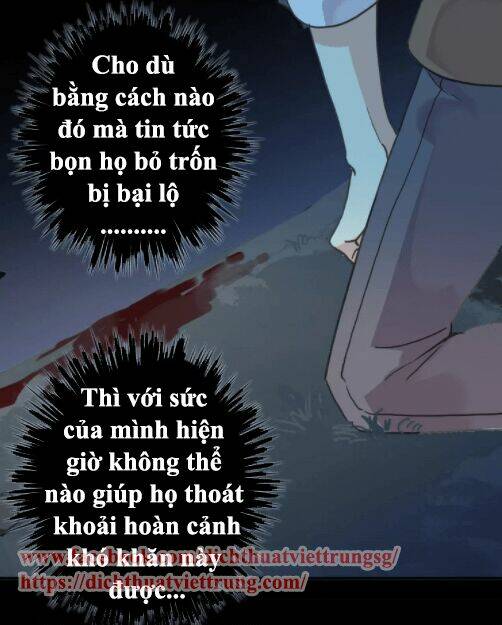 Cho dù
bằng cách nào
đó mà tin tức
bọn họ bỏ trốn
bị bại lộ
..........
Thì với sức
của mình hiện
giờ không thể
nào giúp họ thoát
khoải hoàn cảnh
khó khăn này
được...
https://dichthuatviettrung.com/